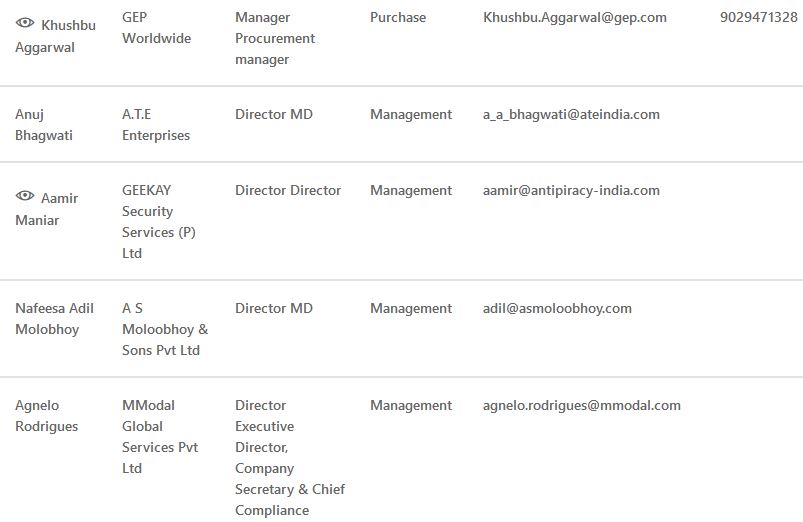 Khushbu Aggarwal GEP Worldwide Manager Procurement manager Purchase Khushbu.Aggarwal@gep.com 9029471328
Anuj Bhagwati A.T.E Enterprises Director MD Management a_a_bhagwati@ateindia.com
Aamir Maniar GEEKAY Security Services (P) Ltd Director Director Management aamir@antipiracy-india.com
Nafeesa Adil Molobhoy A S Moloobhoy & Sons Pvt Ltd Director MD Management adil@asmoloobhoy.com
Agnelo Rodrigues MModal Global Services Pvt Ltd Director Executive Director, Company Secretary & Chief Compliance Management agnelo.rodrigues@mmodal.com